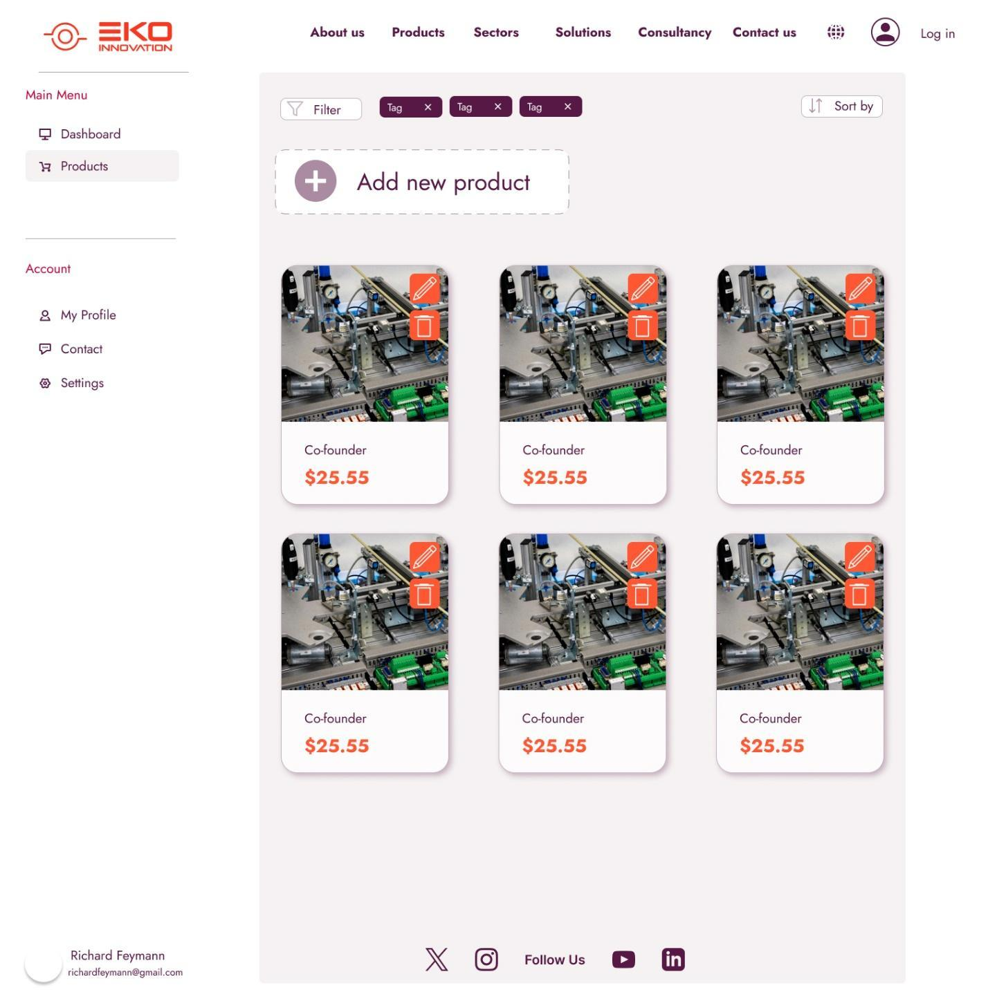 EKO
INNOVATION
About us
Products
Sectors
Solutions
Consultancy
Contact us
Log in
Main Menu
Dashboard
Products
Account
My Profile
Contact
Settings
Filter
Tag ×
Tag ×
Tag ×
Sort by
Add new product
Co-founder
$25.55
Co-founder
$25.55
Co-founder
$25.55
Co-founder
$25.55
Co-founder
$25.55
Co-founder
$25.55
Richard Feymann
richardfeymann@gmail.com
Follow Us
in